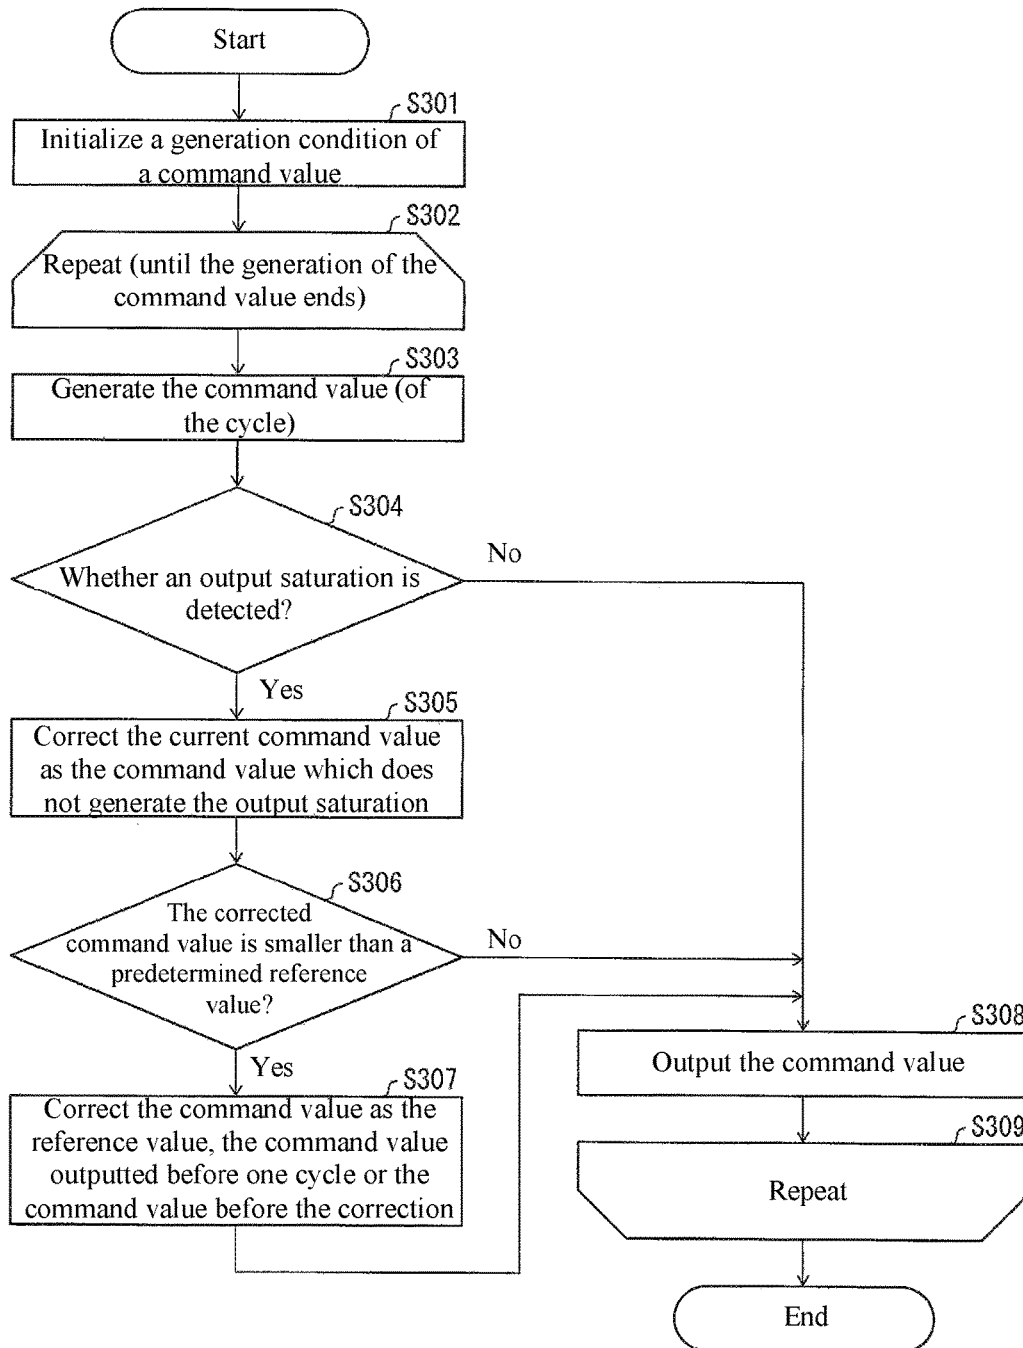 Start
S301
Initialize a generation condition of
a command value
S302
Repeat (until the generation of the
command value ends)
S303
Generate the command value (of
the cycle)
S304
Whether an output saturation is
detected?
No
Yes
S305
Correct the current command value
as the command value which does
not generate the output saturation
S306
The corrected
command value is smaller than a
predetermined reference
value?
No
Yes
S307
Correct the command value as the
reference value, the command value
outputted before one cycle or the
command value before the correction
S308
Output the command value
S309
Repeat
End